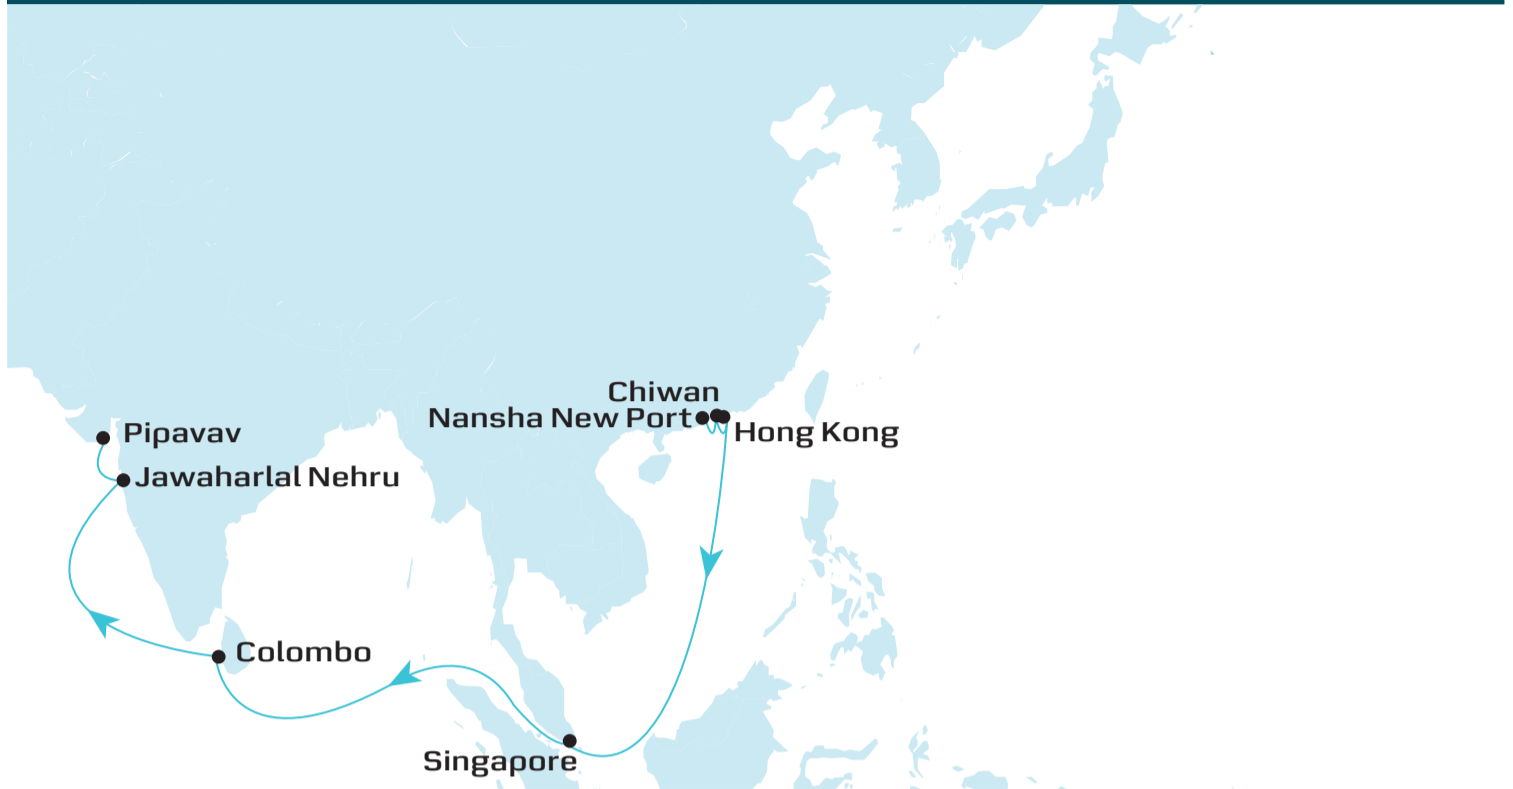 Chiwan
Nansha New Port
Hong Kong
Pipavav
Jawaharlal Nehru
Colombo
Singapore